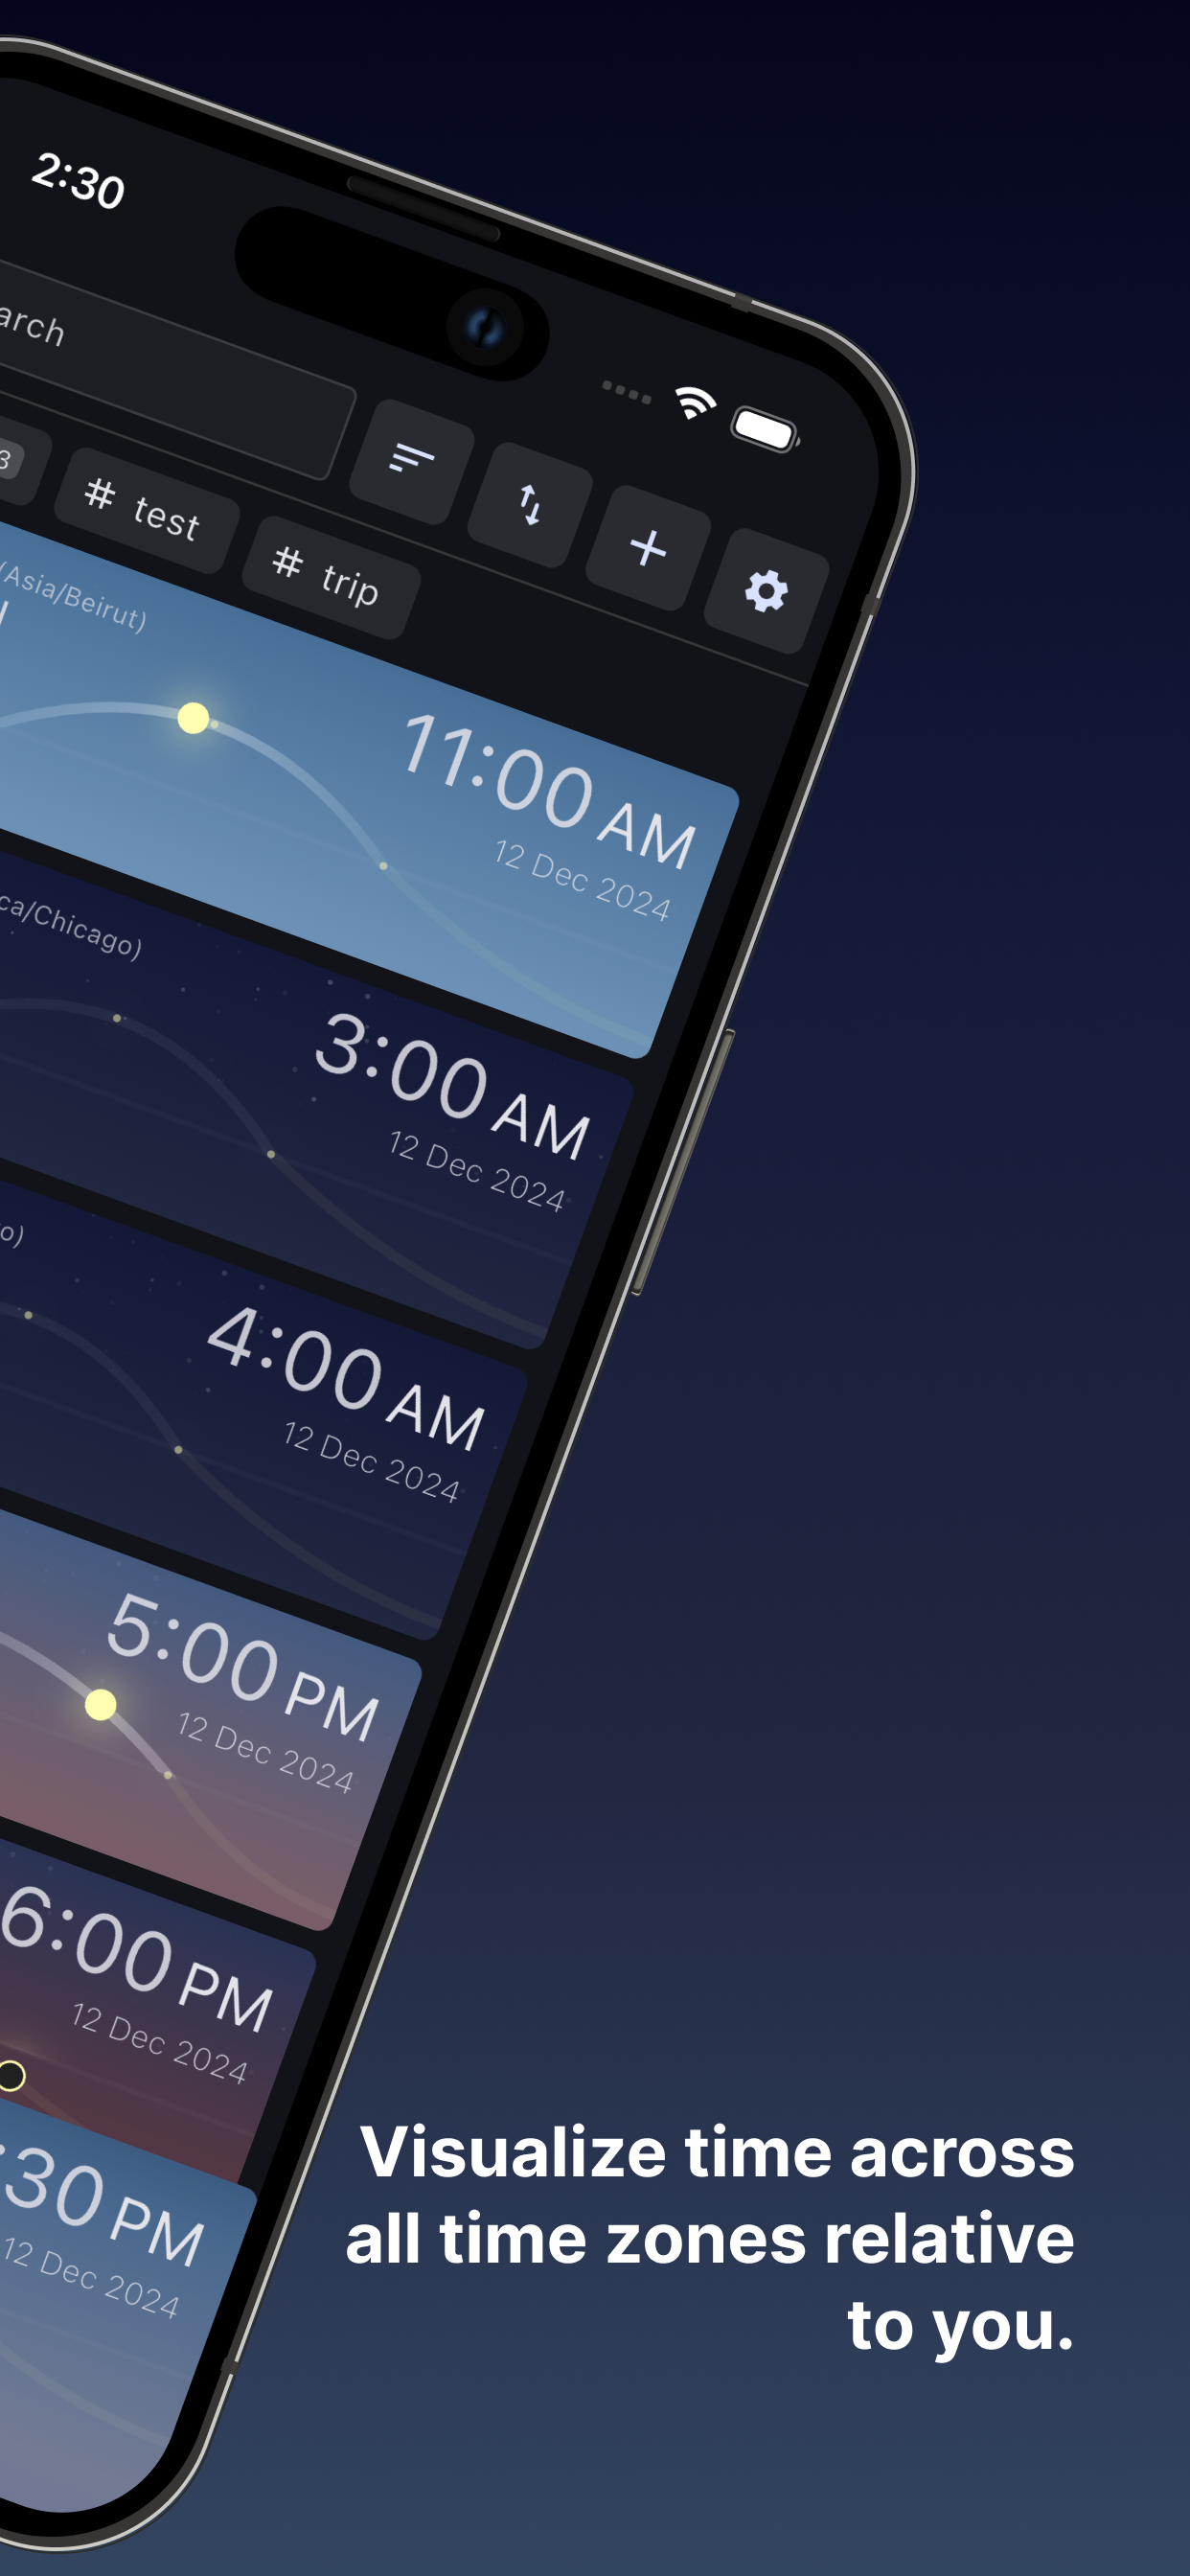 2:30
arch
3
# test
# trip
(Asia/Beirut)
11:00 AM
12 Dec 2024
ca/Chicago)
3:00 AM
12 Dec 2024
o)
4:00 AM
12 Dec 2024
5:00 PM
12 Dec 2024
6:00 PM
12 Dec 2024
:30 PM
12 Dec 2024
Visualize time across
all time zones relative
to you.